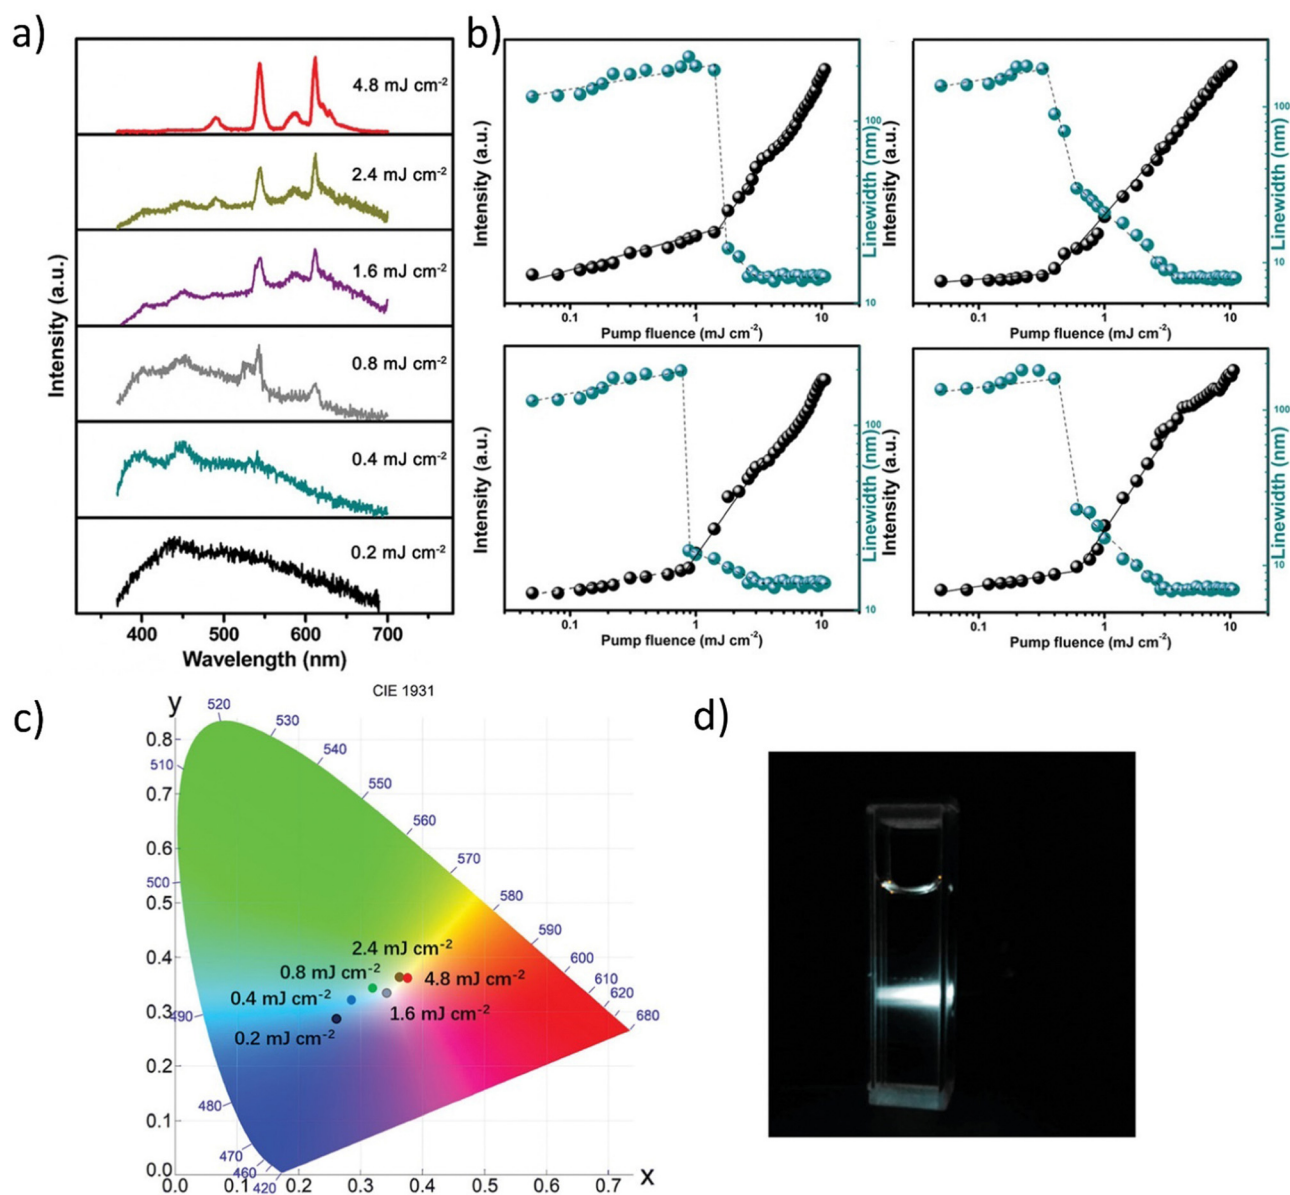 a)
4.8 mJ cm⁻²
2.4 mJ cm⁻²
1.6 mJ cm⁻²
0.8 mJ cm⁻²
0.4 mJ cm⁻²
0.2 mJ cm⁻²
Intensity (a.u.)
400 500 600 700
Wavelength (nm)
b)
Intensity (a.u.)
100
10
Linewidth (nm)
0.1 1 10
Pump fluence (mJ cm⁻²)
Intensity (a.u.)
100
10
Linewidth (nm)
0.1 1 10
Pump fluence (mJ cm⁻²)
Intensity (a.u.)
100
10
Linewidth (nm)
0.1 1 10
Pump fluence (mJ cm⁻²)
Intensity (a.u.)
100
10
Linewidth (nm)
0.1 1 10
Pump fluence (mJ cm⁻²)
c)
CIE 1931
y
0.8
0.7
0.6
0.5
0.4
0.3
0.2
0.1
0.0
0.0 0.1 0.2 0.3 0.4 0.5 0.6 0.7
x
420
460
470
480
490
500
510
520
530
540
550
560
570
580
590
600
610
620
680
2.4 mJ cm⁻²
0.8 mJ cm⁻²
4.8 mJ cm⁻²
0.4 mJ cm⁻²
1.6 mJ cm⁻²
0.2 mJ cm⁻²
d)